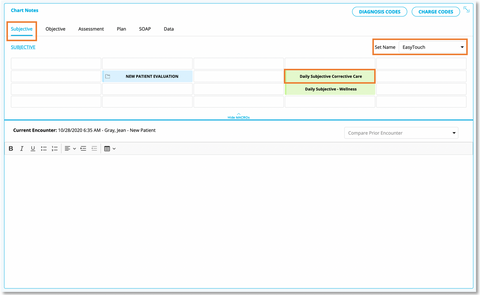 Chart Notes
DIAGNOSIS CODES
CHARGE CODES
Subjective
Objective
Assessment
Plan
SOAP
Data
SUBJECTIVE
Set Name
EasyTouch
NEW PATIENT EVALUATION
Daily Subjective Corrective Care
Daily Subjective - Wellness
Hide MACROs
Current Encounter: 10/28/2020 6:35 AM - Gray, Jean - New Patient
Compare Prior Encounter
B I U